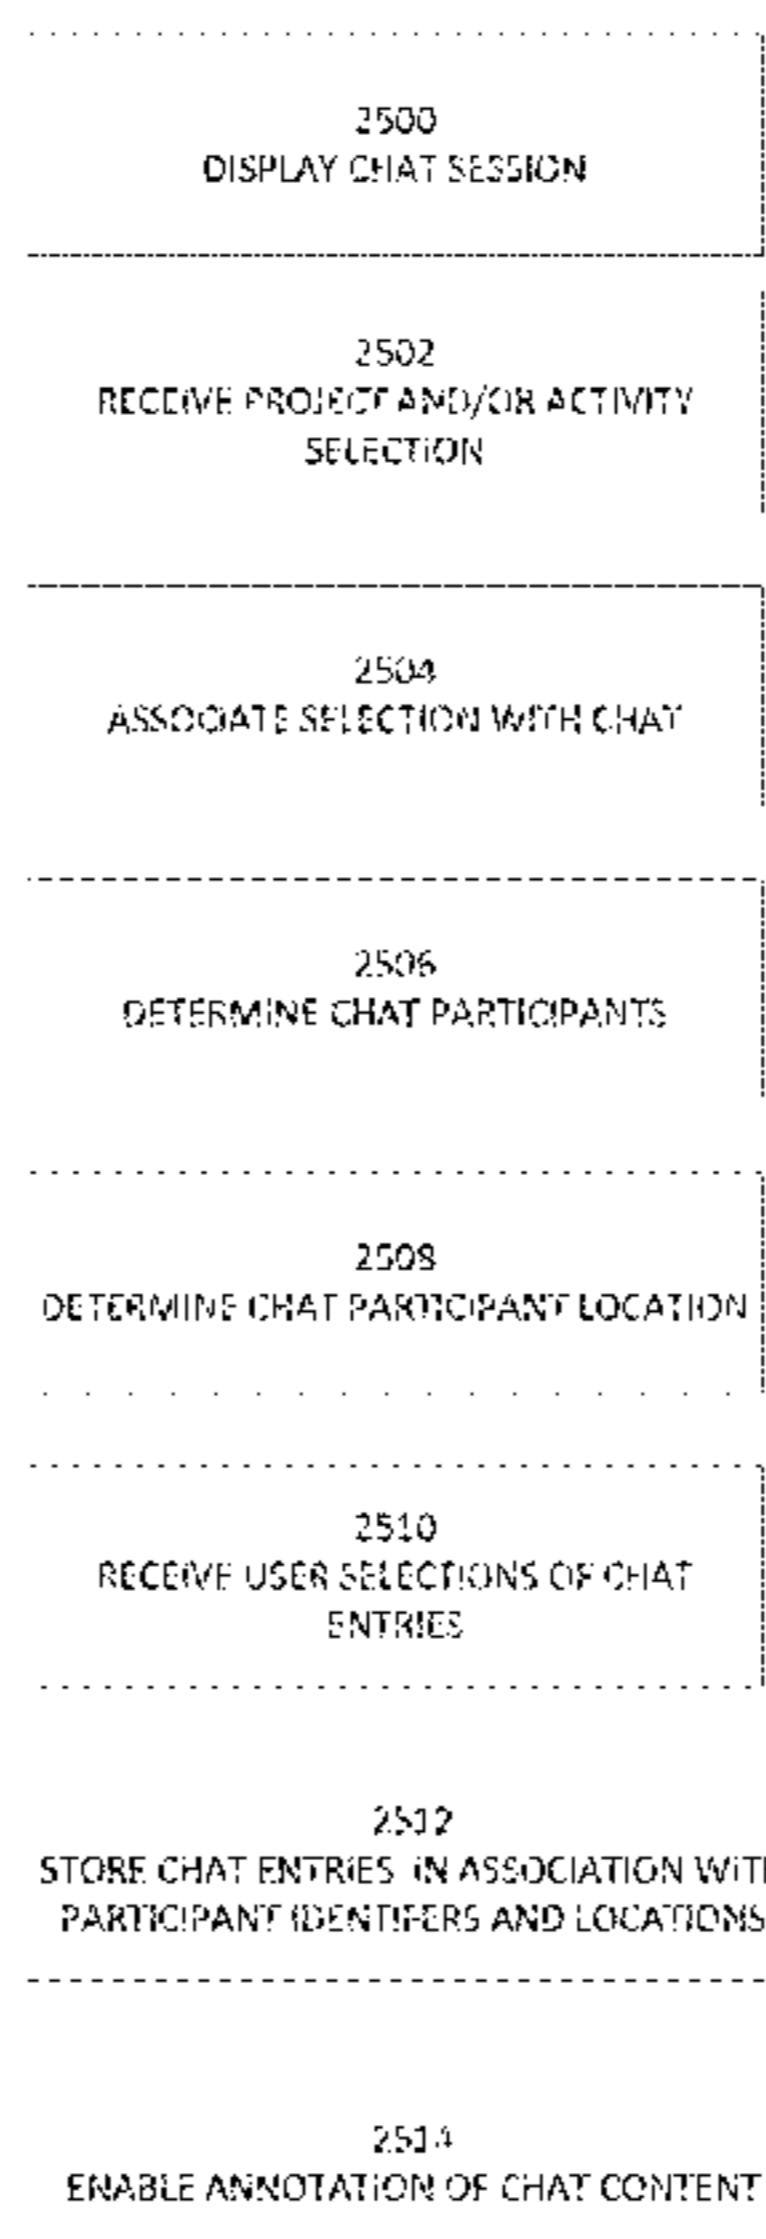 2500
DISPLAY CHAT SESSION
2502
RECEIVE PROJECT AND/OR ACTIVITY
SELECTION
2504
ASSOCIATE SELECTION WITH CHAT
2506
DETERMINE CHAT PARTICIPANTS
2508
DETERMINE CHAT PARTICIPANT LOCATION
2510
RECEIVE USER SELECTIONS OF CHAT
ENTRIES
2512
STORE CHAT ENTRIES IN ASSOCIATION WITH
PARTICIPANT IDENTIFERS AND LOCATIONS
2514
ENABLE ANNOTATION OF CHAT CONTENT